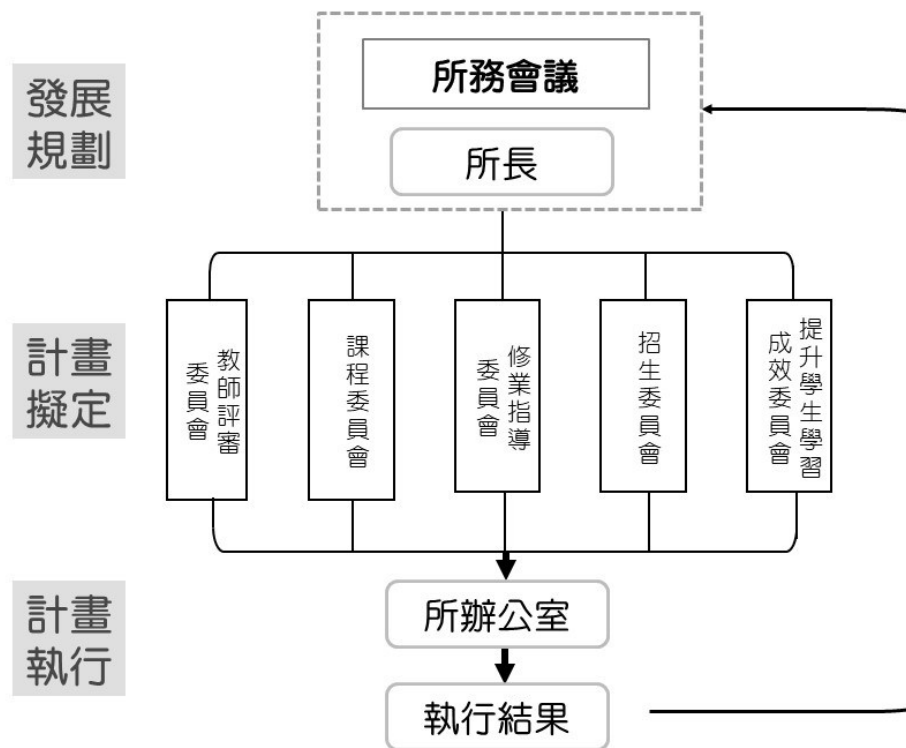 發展
規劃
所務會議
所長
計畫
擬定
教師評審
委員會
課程委員會
修業指導
委員會
招生委員會
提升學生學習
成效委員會
計畫
執行
所辦公室
執行結果